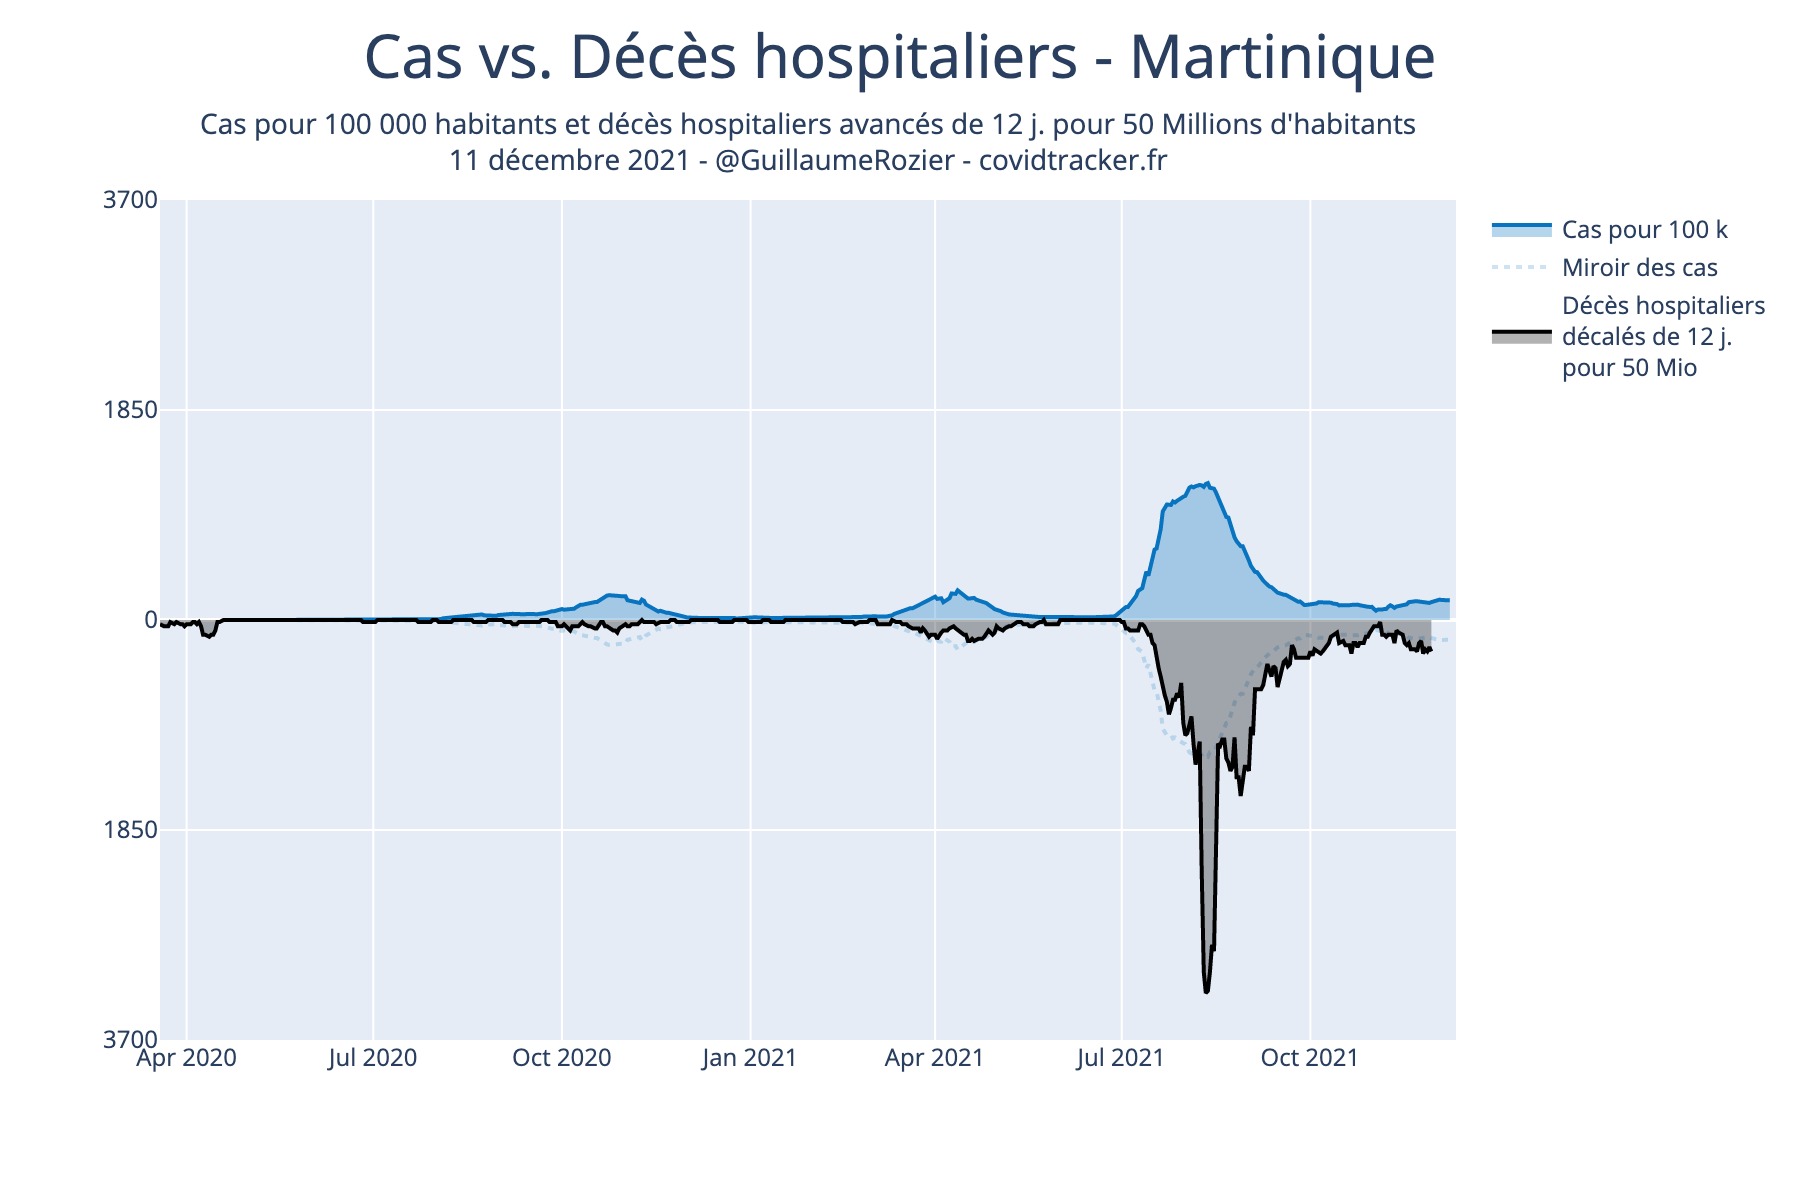 Cas vs. Décès hospitaliers - Martinique
Cas pour 100 000 habitants et décès hospitaliers avancés de 12 j. pour 50 Millions d'habitants
11 décembre 2021 - @GuillaumeRozier - covidtracker.fr
3700
1850
0
1850
3700
Apr 2020
Jul 2020
Oct 2020
Jan 2021
Apr 2021
Jul 2021
Oct 2021
Cas pour 100 k
Miroir des cas
Décès hospitaliers
décalés de 12 j.
pour 50 Mio